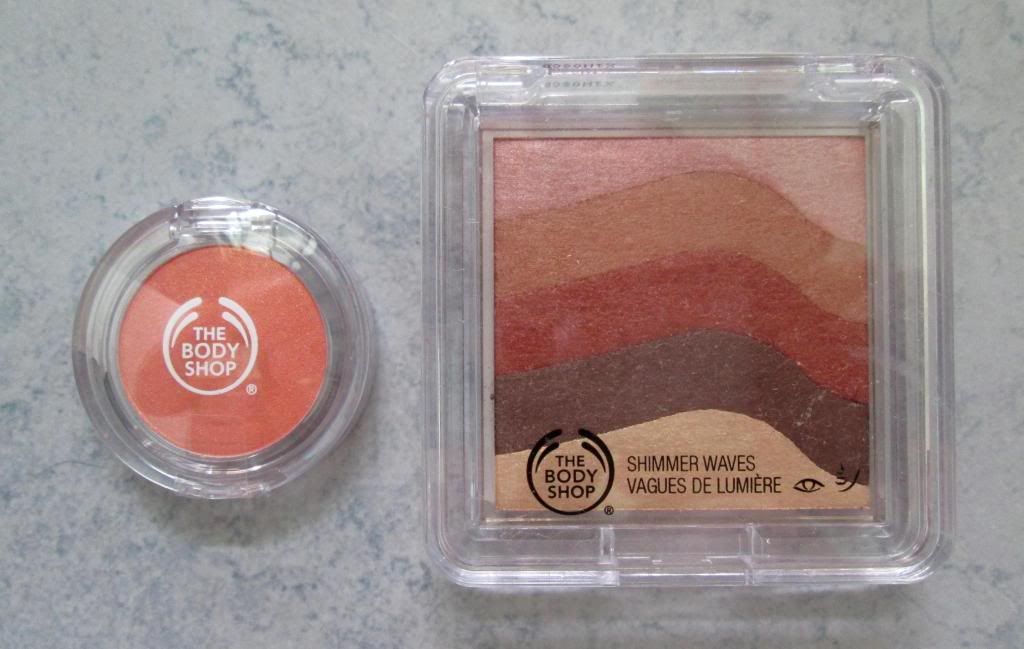 THE
BODY
SHOP
®
THE
BODY
SHOP
®
SHIMMER WAVES
VAGUES DE LUMIÈRE